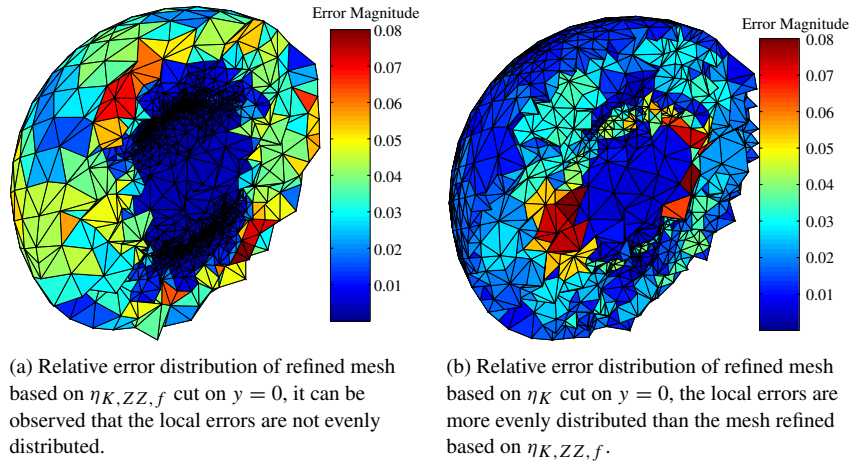 Error Magnitude
0.08
0.07
0.06
0.05
0.04
0.03
0.02
0.01
Error Magnitude
0.08
0.07
0.06
0.05
0.04
0.03
0.02
0.01
(a) Relative error distribution of refined mesh
based on η_{K,ZZ,f} cut on y = 0, it can be
observed that the local errors are not evenly
distributed.
(b) Relative error distribution of refined mesh
based on η_K cut on y = 0, the local errors are
more evenly distributed than the mesh refined
based on η_{K,ZZ,f}.